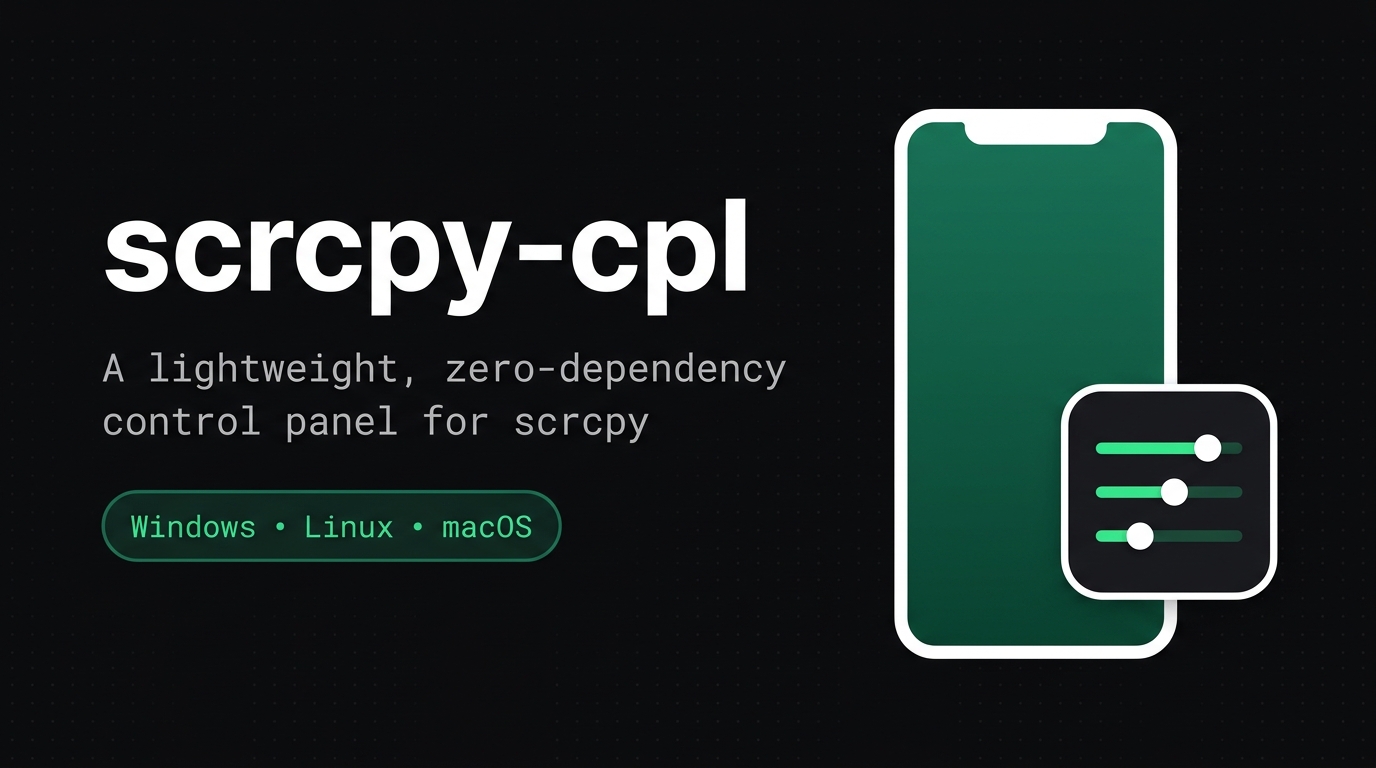 scrcpy-cpl
A lightweight, zero-dependency
control panel for scrcpy
Windows • Linux • macOS